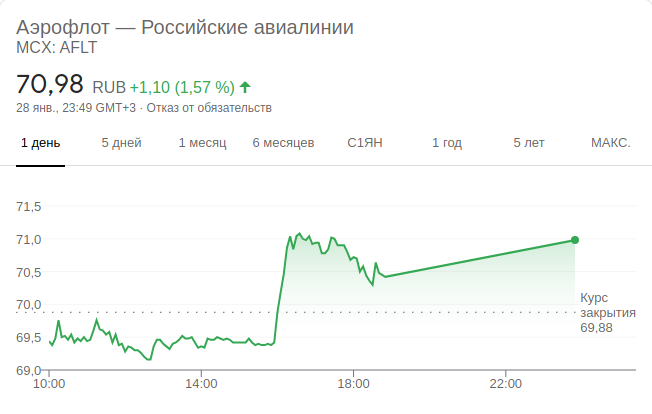 Аэрофлот — Российские авиалинии
MCX: AFLT
70,98 RUB +1,10 (1,57 %)
28 янв., 23:49 GMT+3 · Отказ от обязательств
1 день 5 дней 1 месяц 6 месяцев С1ЯН 1 год 5 лет МАКС.
71,5
71,0
70,5
70,0
69,5
69,0
Курс
закрытия
69,88
10:00 14:00 18:00 22:00